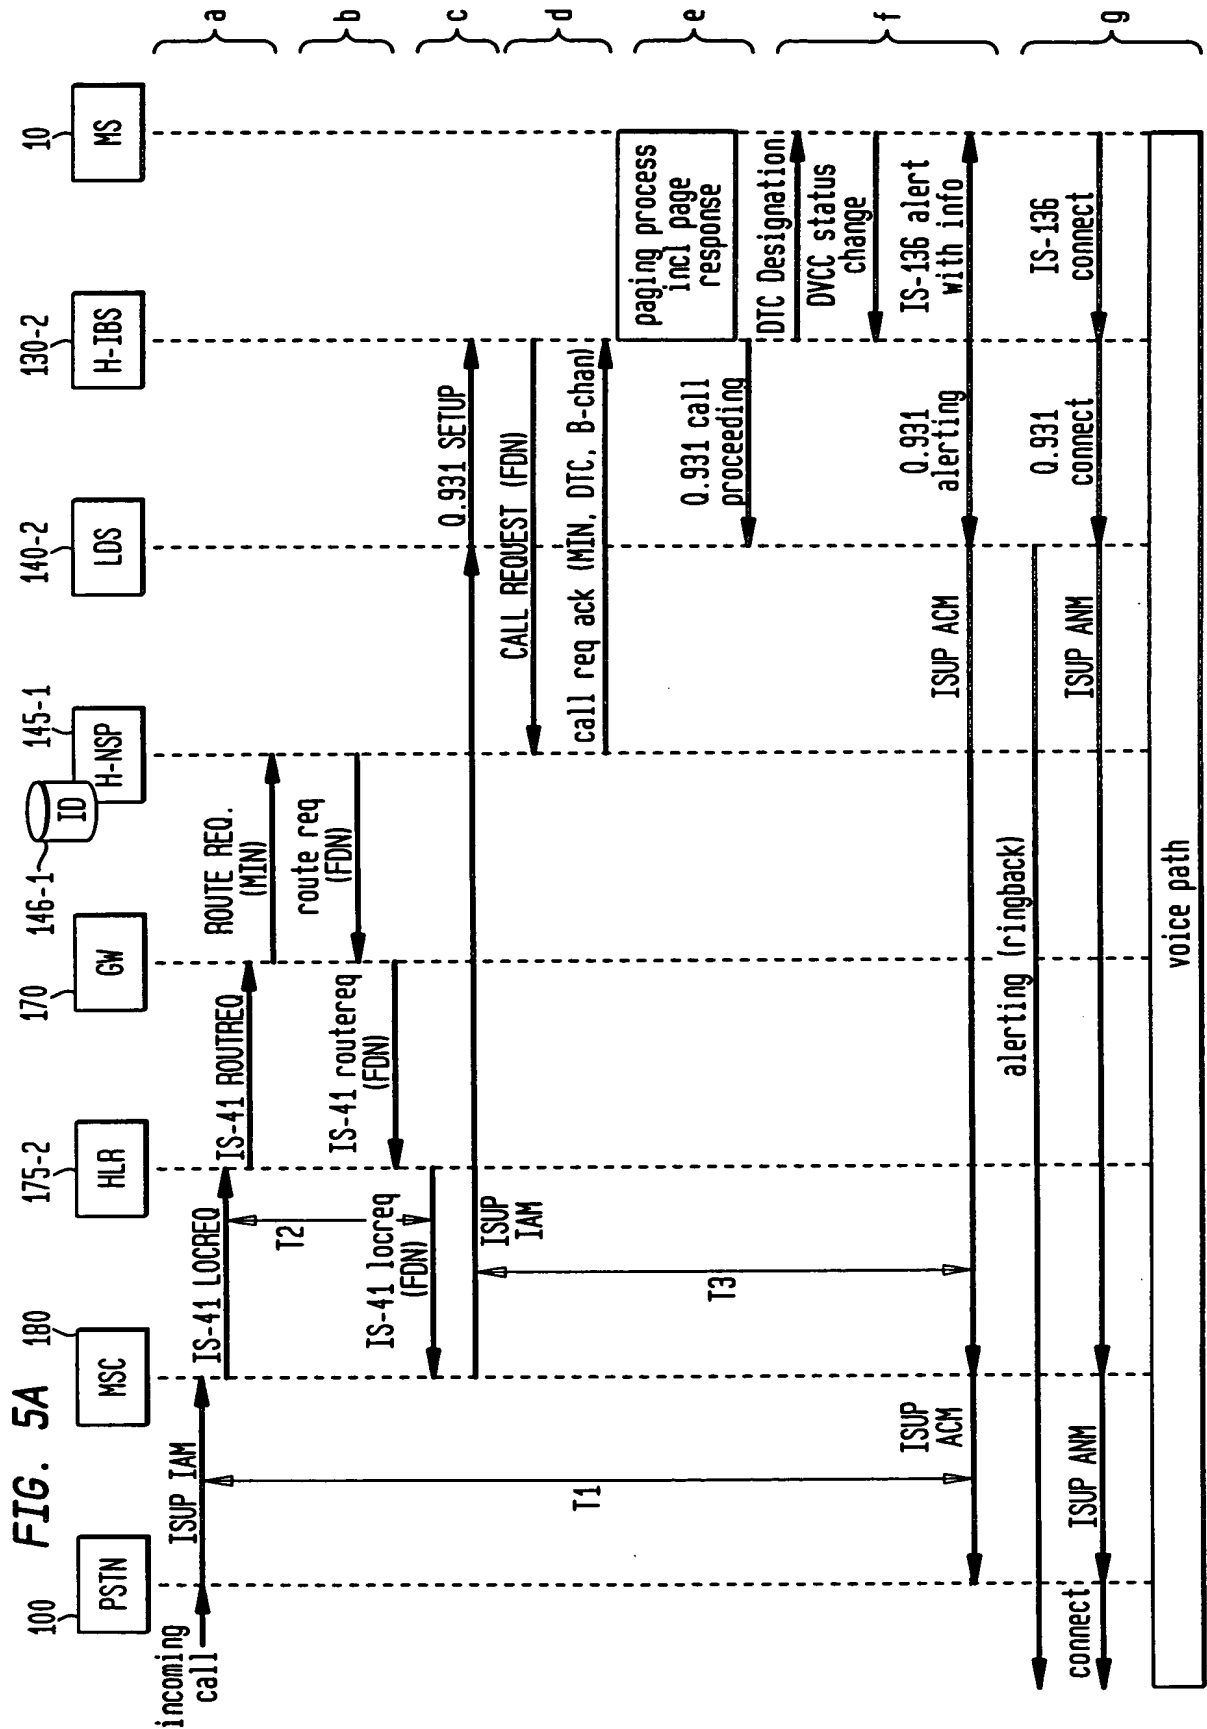 FIG. 5A
100
180
175-2
170
146-1
145-1
140-2
130-2
10
PSTN
MSC
HLR
GW
ID
H-NSP
LDS
H-IBS
MS
incoming
call
ISUP IAM
IS-41 LOCREQ
IS-41 ROUTREQ
ROUTE REQ.
(MIN)
a
T2
route req
(FDN)
IS-41 routereq
(FDN)
IS-41 locreq
(FDN)
b
ISUP
IAM
Q.931 SETUP
c
CALL REQUEST (FDN)
call req ack (MIN, DTC, B-chan)
d
T1
T3
paging process
incl page
response
Q.931 call
proceeding
e
DTC Designation
DVCC status
change
IS-136 alert
with info
Q.931
alerting
ISUP ACM
ISUP
ACM
f
alerting (ringback)
IS-136
connect
Q.931
connect
ISUP ANM
ISUP ANM
connect
g
voice path